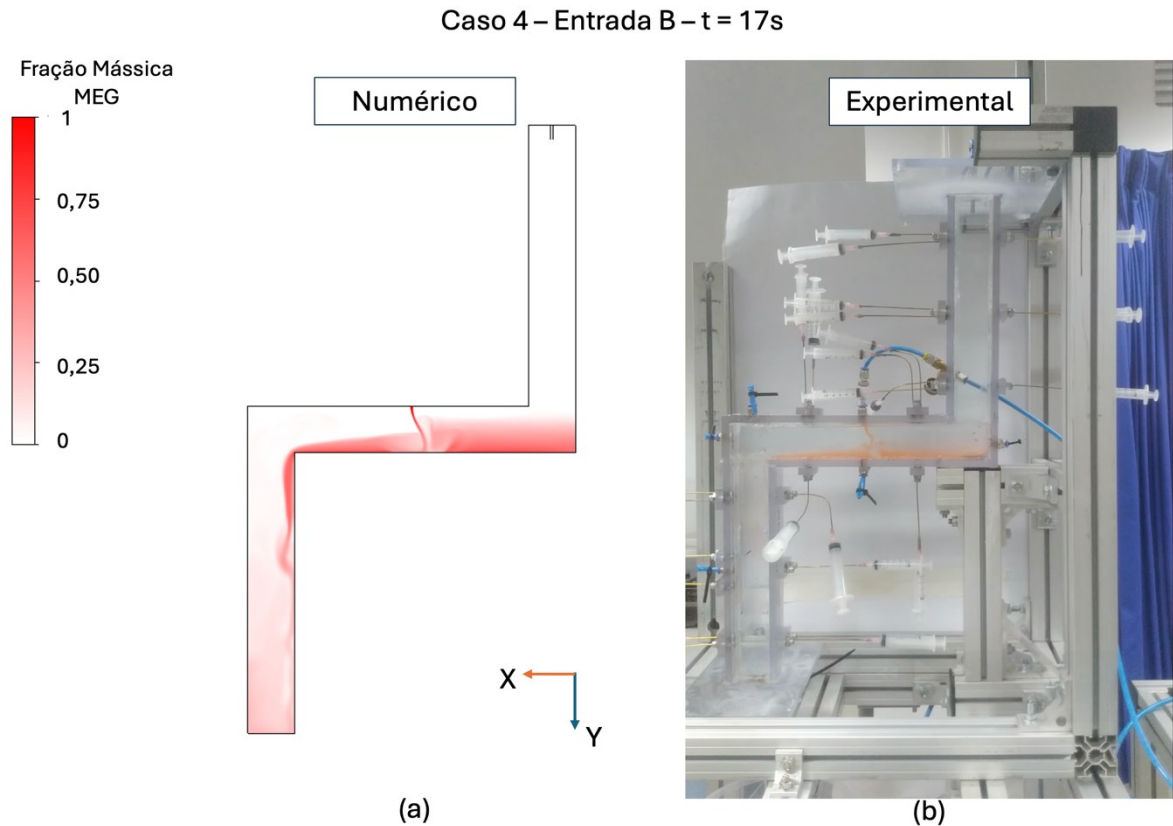 Caso 4 – Entrada B – t = 17s
Fração Mássica
MEG
1
0,75
0,50
0,25
0
Numérico
Experimental
X
Y
(a)
(b)